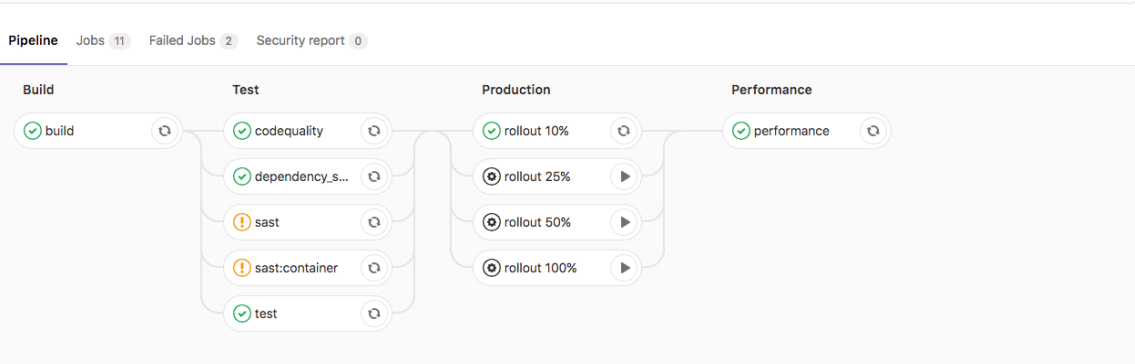 Pipeline Jobs 11 Failed Jobs 2 Security report 0
Build Test Production Performance
build codequality rollout 10% performance
dependency_s... rollout 25%
sast rollout 50%
sast:container rollout 100%
test